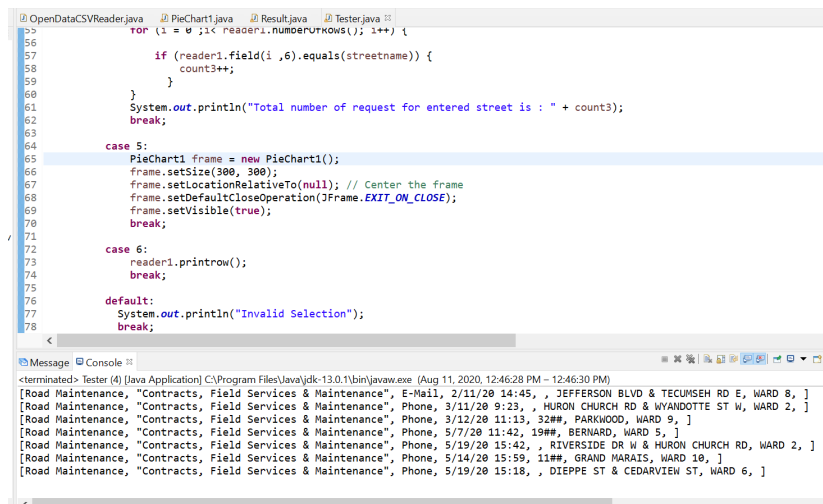 OpenDataCSVReader.java PieChart1.java Result.java Tester.java
55 for (i = 0 ;i< reader1.numberOfRows(); i++) {
56
57 if (reader1.field(i ,6).equals(streetname)) {
58 count3++;
59 }
60 }
61 System.out.println("Total number of request for entered street is : " + count3);
62 break;
63
64 case 5:
65 PieChart1 frame = new PieChart1();
66 frame.setSize(300, 300);
67 frame.setLocationRelativeTo(null); // Center the frame
68 frame.setDefaultCloseOperation(JFrame.EXIT_ON_CLOSE);
69 frame.setVisible(true);
70 break;
71
72 case 6:
73 reader1.printrow();
74 break;
75
76 default:
77 System.out.println("Invalid Selection");
78 break;
Message Console
<terminated> Tester (4) [Java Application] C:\Program Files\Java\jdk-13.0.1\bin\javaw.exe (Aug 11, 2020, 12:46:28 PM – 12:46:30 PM)
[Road Maintenance, "Contracts, Field Services & Maintenance", E-Mail, 2/11/20 14:45, , JEFFERSON BLVD & TECUMSEH RD E, WARD 8, ]
[Road Maintenance, "Contracts, Field Services & Maintenance", Phone, 3/11/20 9:23, , HURON CHURCH RD & WYANDOTTE ST W, WARD 2, ]
[Road Maintenance, "Contracts, Field Services & Maintenance", Phone, 3/12/20 11:13, 32##, PARKWOOD, WARD 9, ]
[Road Maintenance, "Contracts, Field Services & Maintenance", Phone, 5/7/20 11:42, 19##, BERNARD, WARD 5, ]
[Road Maintenance, "Contracts, Field Services & Maintenance", Phone, 5/19/20 15:42, , RIVERSIDE DR W & HURON CHURCH RD, WARD 2, ]
[Road Maintenance, "Contracts, Field Services & Maintenance", Phone, 5/14/20 15:59, 11##, GRAND MARAIS, WARD 10, ]
[Road Maintenance, "Contracts, Field Services & Maintenance", Phone, 5/19/20 15:18, , DIEPPE ST & CEDARVIEW ST, WARD 6, ]